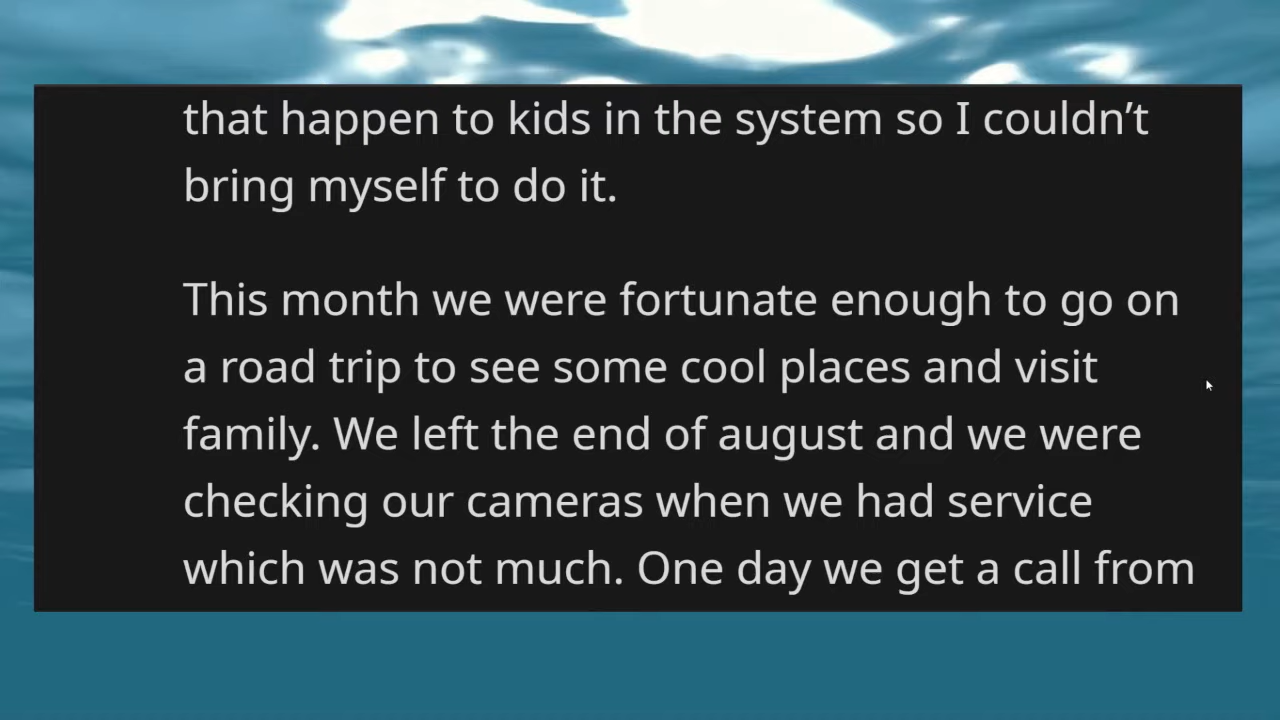 that happen to kids in the system so I couldn’t
bring myself to do it.
This month we were fortunate enough to go on
a road trip to see some cool places and visit
family. We left the end of august and we were
checking our cameras when we had service
which was not much. One day we get a call from